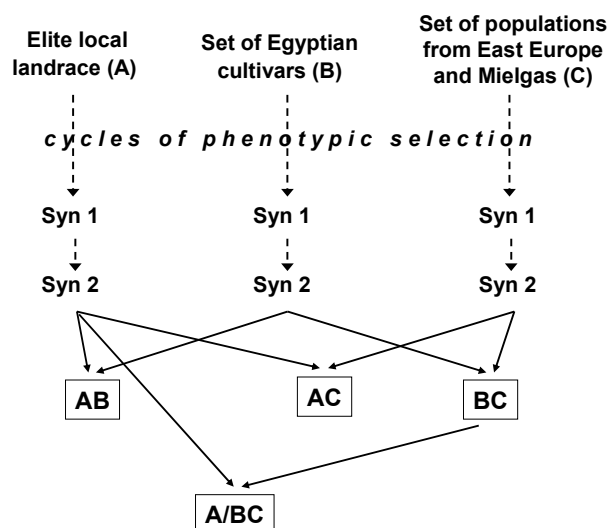 Elite local
landrace (A)
Set of Egyptian
cultivars (B)
Set of populations
from East Europe
and Mielgas (C)
cycles of phenotypic selection
Syn 1
Syn 1
Syn 1
Syn 2
Syn 2
Syn 2
AB
AC
BC
A/BC